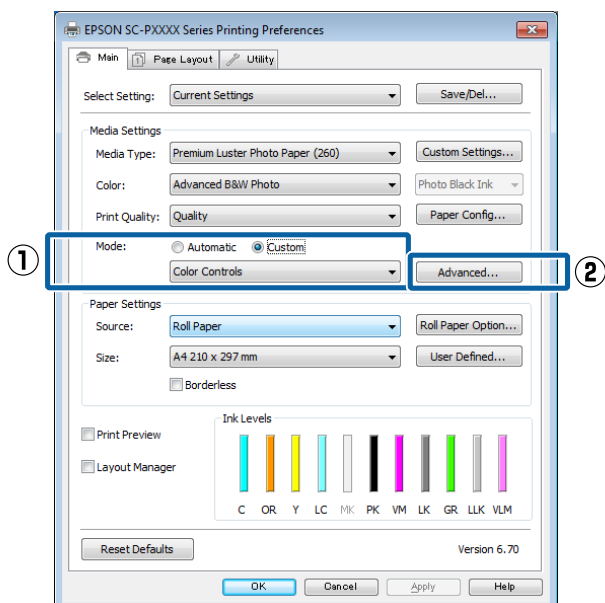 EPSON SC-PXXXX Series Printing Preferences
Main Page Layout Utility
Select Setting: Current Settings Save/Del...
Media Settings
Media Type: Premium Luster Photo Paper (260) Custom Settings...
Color: Advanced B&W Photo Photo Black Ink
Print Quality: Quality Paper Config...
Mode: Automatic Custom
① Color Controls Advanced... ②
Paper Settings
Source: Roll Paper Roll Paper Option...
Size: A4 210 x 297 mm User Defined...
Borderless
Ink Levels
Print Preview
Layout Manager
C OR Y LC MK PK VM LK GR LLK VLM
Reset Defaults Version 6.70
OK Cancel Apply Help